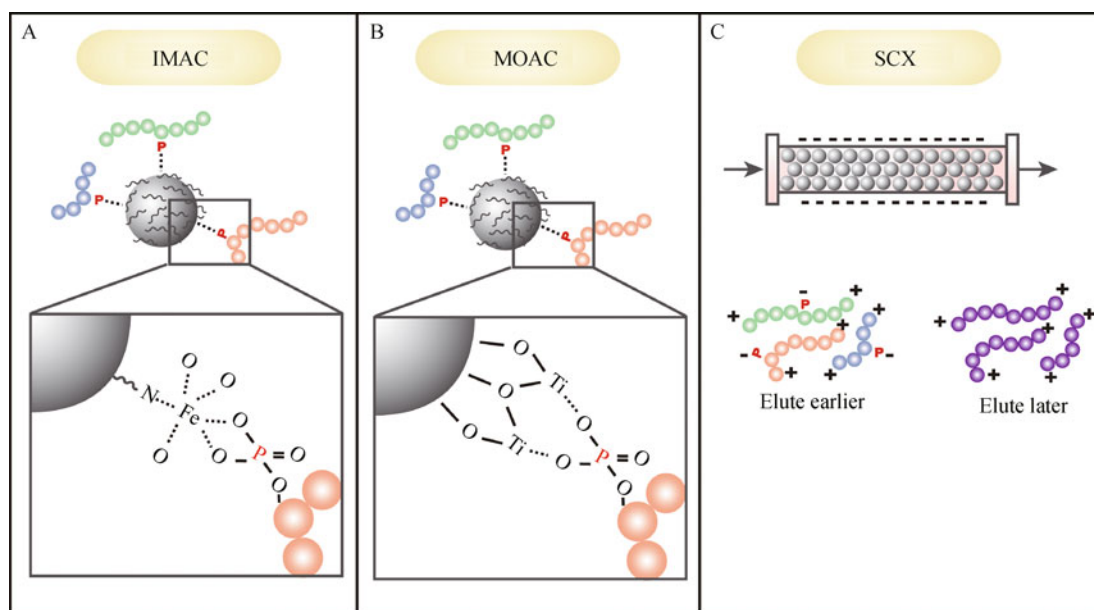 A
IMAC
P
P
P
O
O
N
Fe
O
O
O
P
O
O
B
MOAC
P
P
P
O
O
Ti
O
O
Ti
O
P
O
O
C
SCX
- - - - - - - - - - - - - - -
- - - - - - - - - - - - - - -
-
P
+
+
+
+
- P
P -
+
+
Elute earlier
+
+
+
+
+
+
Elute later